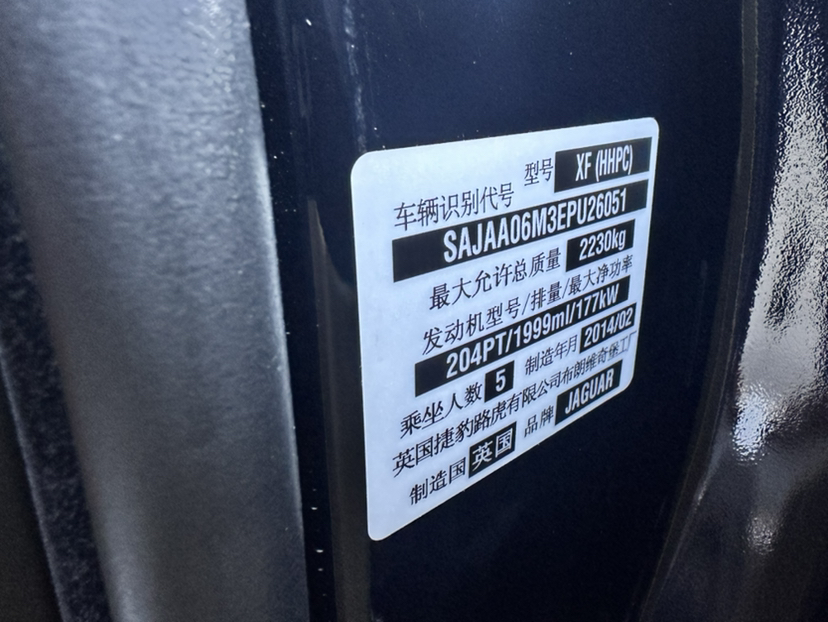 型号 XF (HHPC)
车辆识别代号
SAJAA06M3EPU26051
最大允许总质量 2230kg
发动机型号/排量/最大净功率
204PT/1999ml/177kW
乘坐人数 5 制造年月 2014/02
英国捷豹路虎有限公司布朗维奇堡工厂
制造国 英国 品牌 JAGUAR